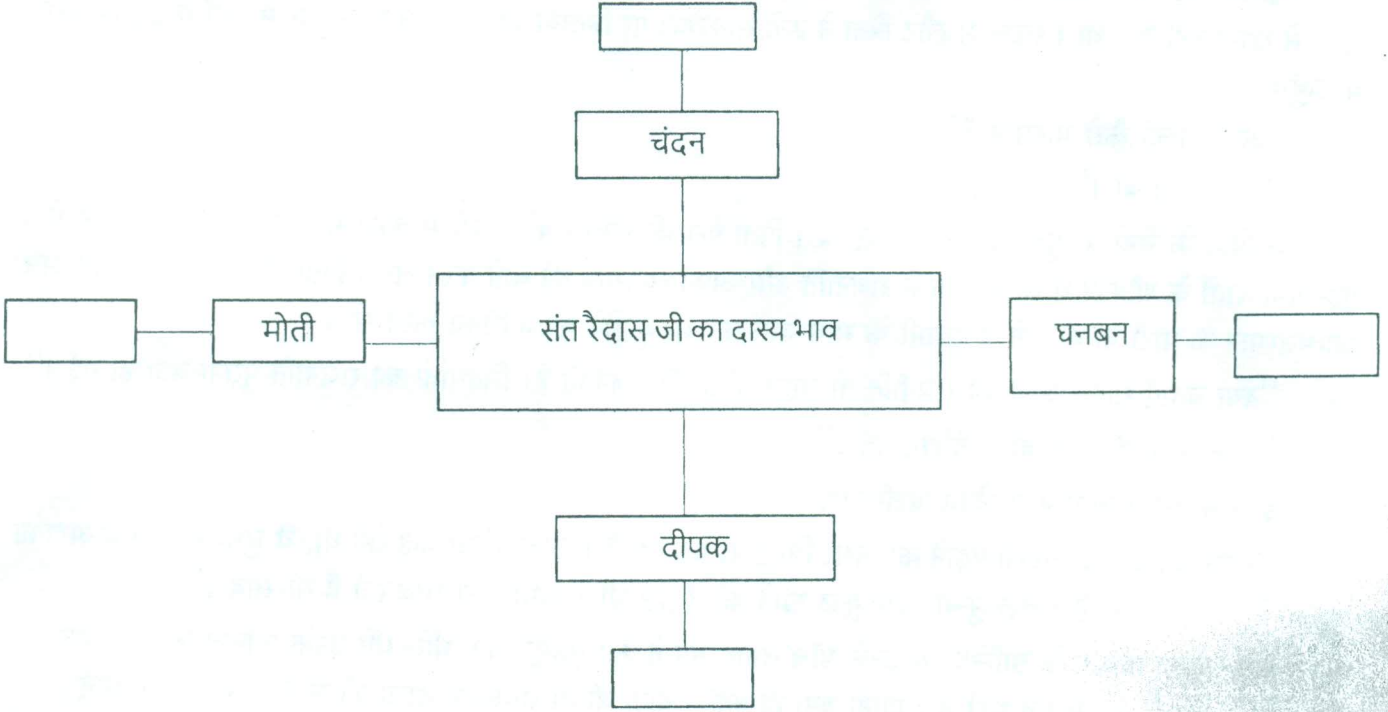 चंदन
मोती
संत रैदास जी का दास्य भाव
घनबन
दीपक